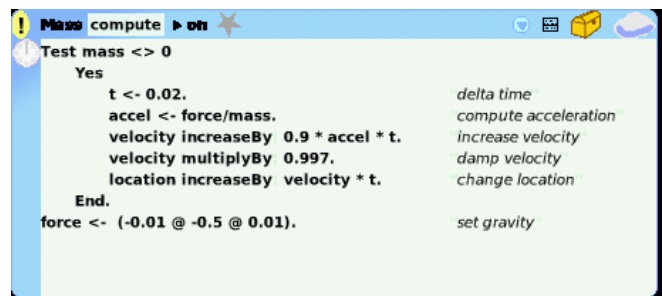 ! Mass compute on
Test mass <> 0
Yes
t <- 0.02. "delta time"
accel <- force/mass. "compute acceleration"
velocity increaseBy 0.9 * accel * t. "increase velocity"
velocity multiplyBy 0.997. "damp velocity"
location increaseBy velocity * t. "change location"
End.
force <- (-0.01 @ -0.5 @ 0.01). "set gravity"